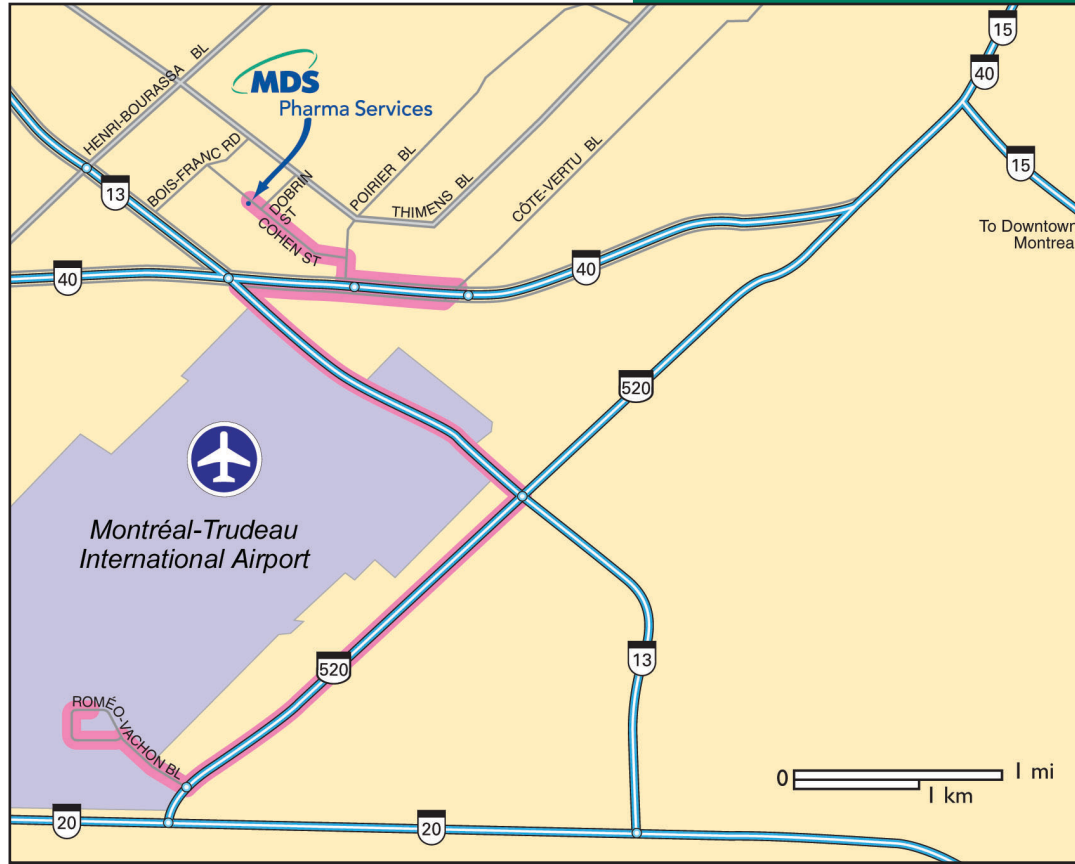 15
40
HENRI-BOURASSA BL
MDS
Pharma Services
15
13
BOIS-FRANC RD
DOBRIN
ST
POIRIER BL
THIMENS BL
CÔTE-VERTU BL
COHEN ST
To Downtown
Montrea
40
40
520
Montréal-Trudeau
International Airport
520
13
ROMÉO-VACHON BL
0
1 mi
1 km
20
20